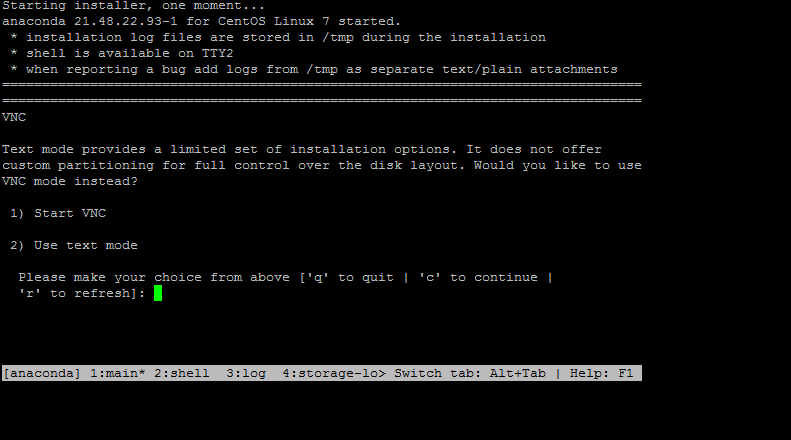 Starting installer, one moment...
anaconda 21.48.22.93-1 for CentOS Linux 7 started.
* installation log files are stored in /tmp during the installation
* shell is available on TTY2
* when reporting a bug add logs from /tmp as separate text/plain attachments
================================================================================
================================================================================
VNC
Text mode provides a limited set of installation options. It does not offer
custom partitioning for full control over the disk layout. Would you like to use
VNC mode instead?
1) Start VNC
2) Use text mode
Please make your choice from above ['q' to quit | 'c' to continue |
'r' to refresh]:
[anaconda] 1:main* 2:shell  3:log  4:storage-lo> Switch tab: Alt+Tab | Help: F1